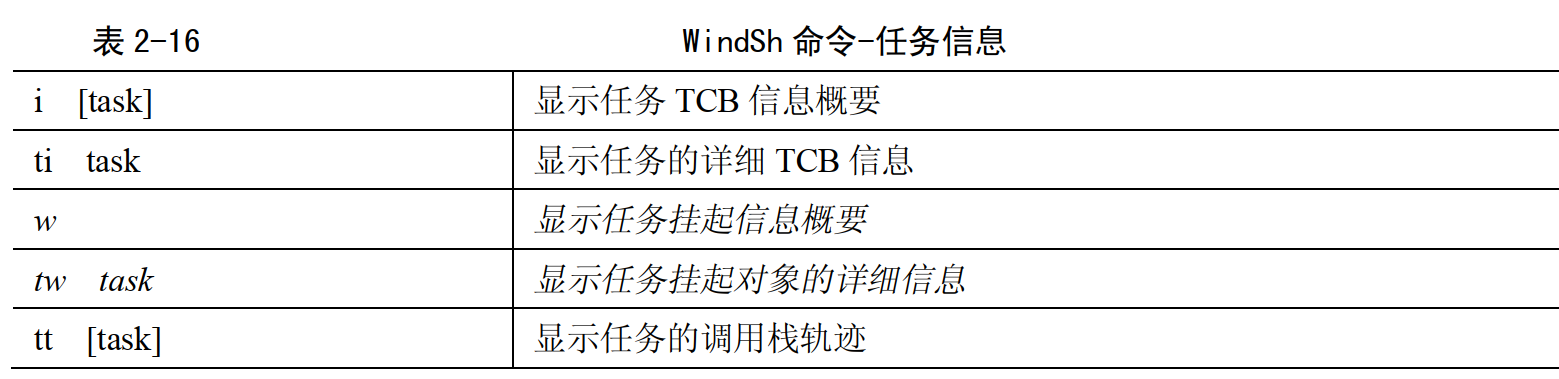 表 2-16 WindSh 命令-任务信息
i [task] 显示任务 TCB 信息概要
ti task 显示任务的详细 TCB 信息
w 显示任务挂起信息概要
tw task 显示任务挂起对象的详细信息
tt [task] 显示任务的调用栈轨迹